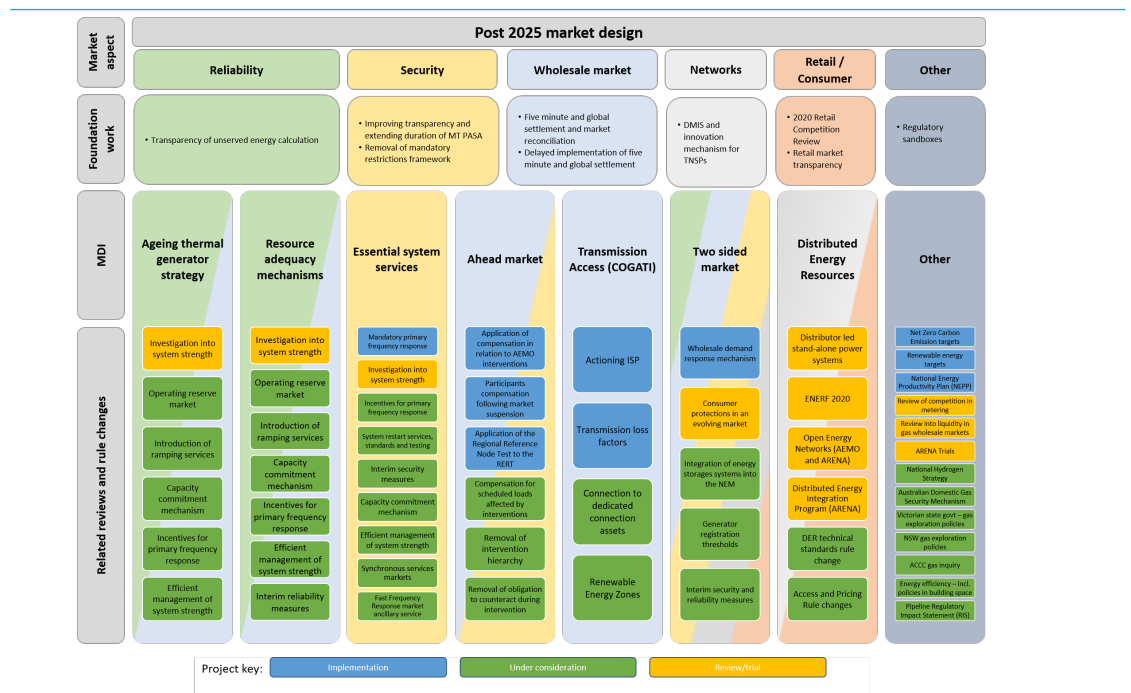 Market
aspect
Post 2025 market design
Reliability
Security
Wholesale market
Networks
Retail /
Consumer
Other
Foundation
work
• Transparency of unserved energy calculation
• Improving transparency and
extending duration of MT PASA
• Removal of mandatory
restrictions framework
• Five minute and global
settlement and market
reconciliation
• Delayed implementation of five
minute and global settlement
• DMIS and
innovation
mechanism for
TNSPs
• 2020 Retail
Competition
Review
• Retail market
transparency
• Regulatory
sandboxes
MDI
Ageing thermal
generator
strategy
Resource
adequacy
mechanisms
Essential system
services
Ahead market
Transmission
Access (COGATI)
Two sided
market
Distributed
Energy
Resources
Other
Related reviews and rule changes
Investigation into
system strength
Operating reserve
market
Introduction of
ramping services
Capacity
commitment
mechanism
Incentives for
primary frequency
response
Efficient
management of
system strength
Investigation into
system strength
Operating reserve
market
Introduction of
ramping services
Capacity
commitment
mechanism
Incentives for
primary frequency
response
Efficient
management of
system strength
Interim reliability
measures
Mandatory primary
frequency response
Investigation into
system strength
Incentives for primary
frequency response
System restart services,
standards and testing
Interim security
measures
Capacity commitment
mechanism
Efficient management
of system strength
Synchronous services
markets
Fast Frequency
Response market
ancillary service
Application of
compensation in
relation to AEMO
interventions
Participants
compensation
following market
suspension
Application of the
Regional Reference
Node Test to the
RERT
Compensation for
scheduled loads
affected by
interventions
Removal of
intervention
hierarchy
Removal of obligation
to counteract during
intervention
Actioning ISP
Transmission loss
factors
Connection to
dedicated
connection
assets
Renewable
Energy Zones
Wholesale demand
response mechanism
Consumer
protections in an
evolving market
Integration of energy
storages systems into
the NEM
Generator
registration
thresholds
Interim security and
reliability measures
Distributor led
stand-alone power
systems
ENERF 2020
Open Energy
Networks (AEMO
and ARENA)
Distributed Energy
Integration
Program (ARENA)
DER technical
standards rule
change
Access and Pricing
Rule changes
Net Zero Carbon
Emission targets
Renewable energy
targets
National Energy
Productivity Plan (NEPP)
Review of competition in
metering
Review into liquidity in
gas wholesale markets
ARENA Trials
National Hydrogen
Strategy
Australian Domestic Gas
Security Mechanism
Victorian state govt – gas
exploration policies
NSW gas exploration
policies
ACCC gas Inquiry
Energy efficiency – incl.
policies in building space
Pipeline Regulatory
Impact Statement (RIS)
Project key:
Implementation
Under consideration
Review/trial